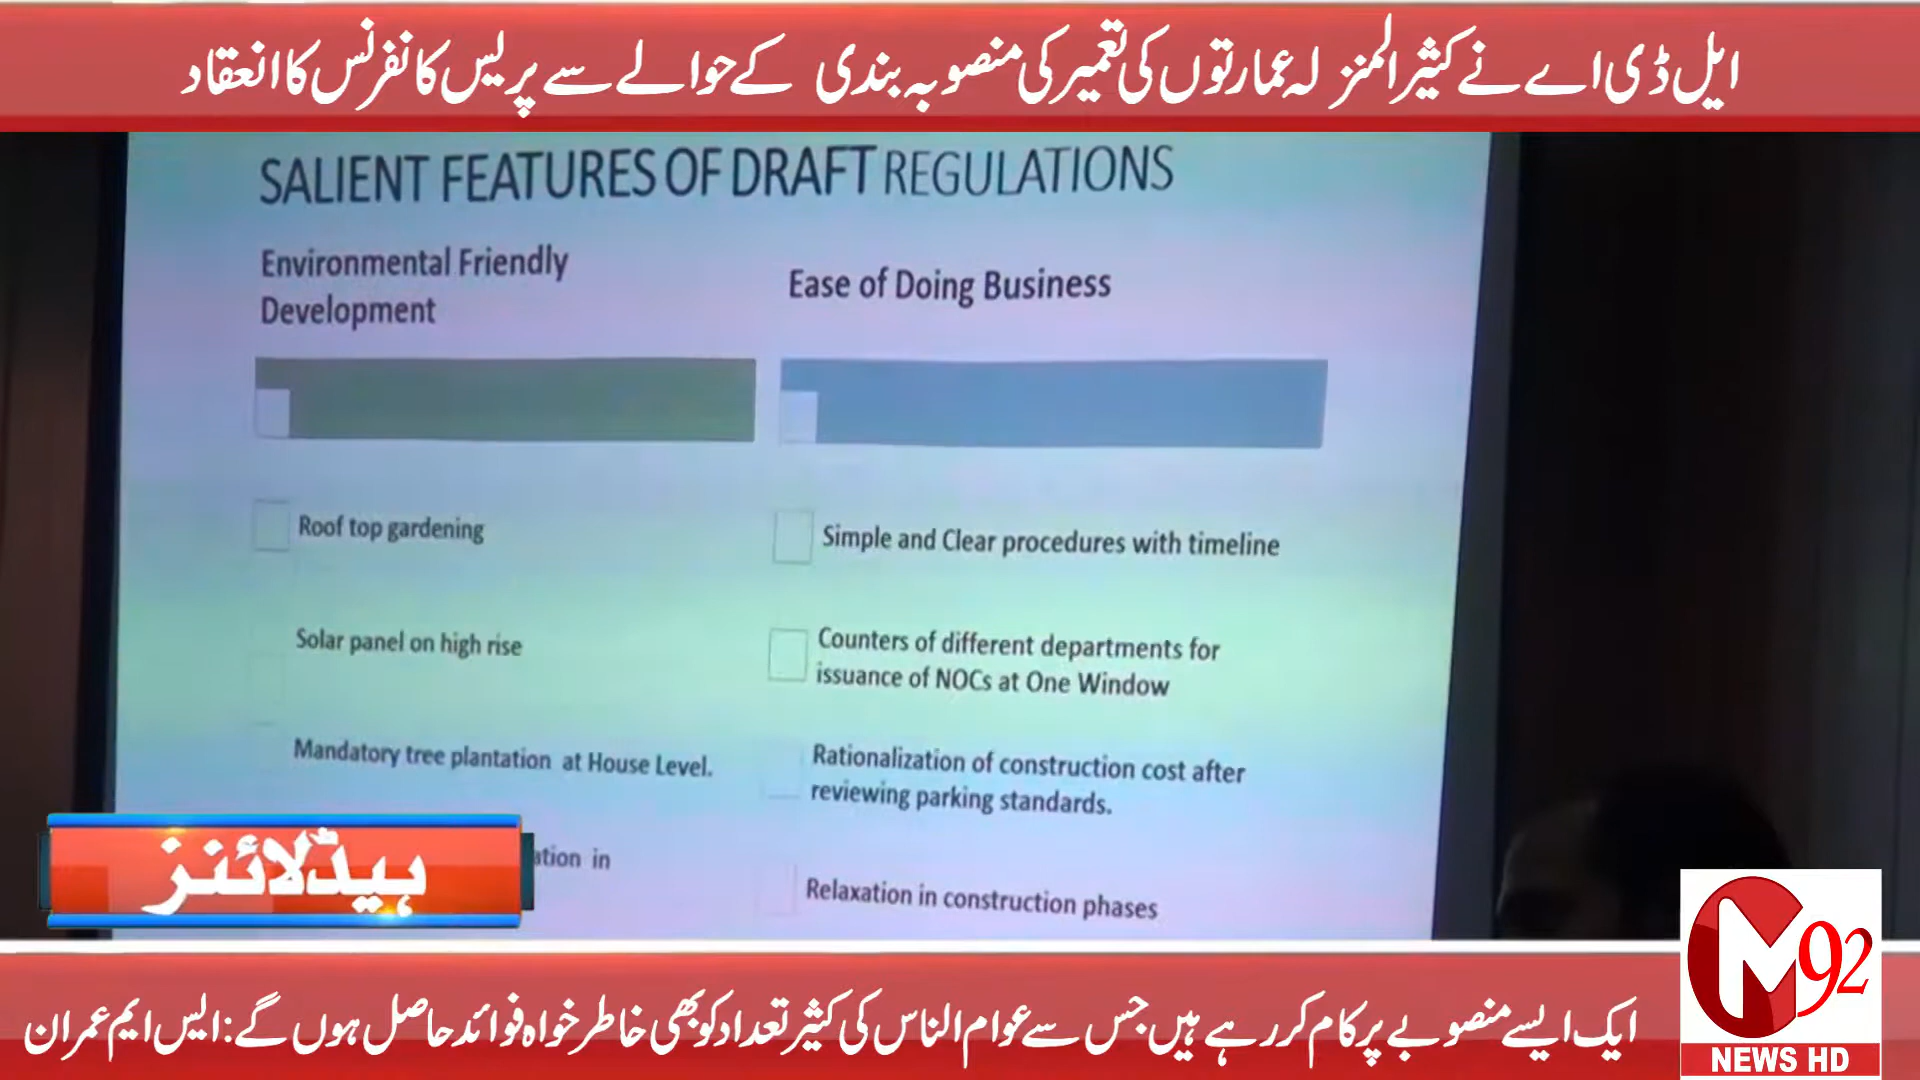 ایل ڈی اے نے کثیر المنزلہ عمارتوں کی تعمیر کی منصوبہ بندی کے حوالے سے پریس کانفرنس کا انعقاد
SALIENT FEATURES OF DRAFT REGULATIONS
Environmental Friendly
Development
Roof top gardening
Solar panel on high rise
Mandatory tree plantation at House Level.
in
Ease of Doing Business
Simple and Clear procedures with timeline
Counters of different departments for
issuance of NOCs at One Window
Rationalization of construction cost after
reviewing parking standards.
Relaxation in construction phases
ہیڈلائنز
M92
NEWS HD
ایک ایسے منصوبے پر کام کر رہے ہیں جس سے عوام الناس کی کثیر تعداد کو بھی خاطر خواہ فوائد حاصل ہوں گے: ایس ایم عمران